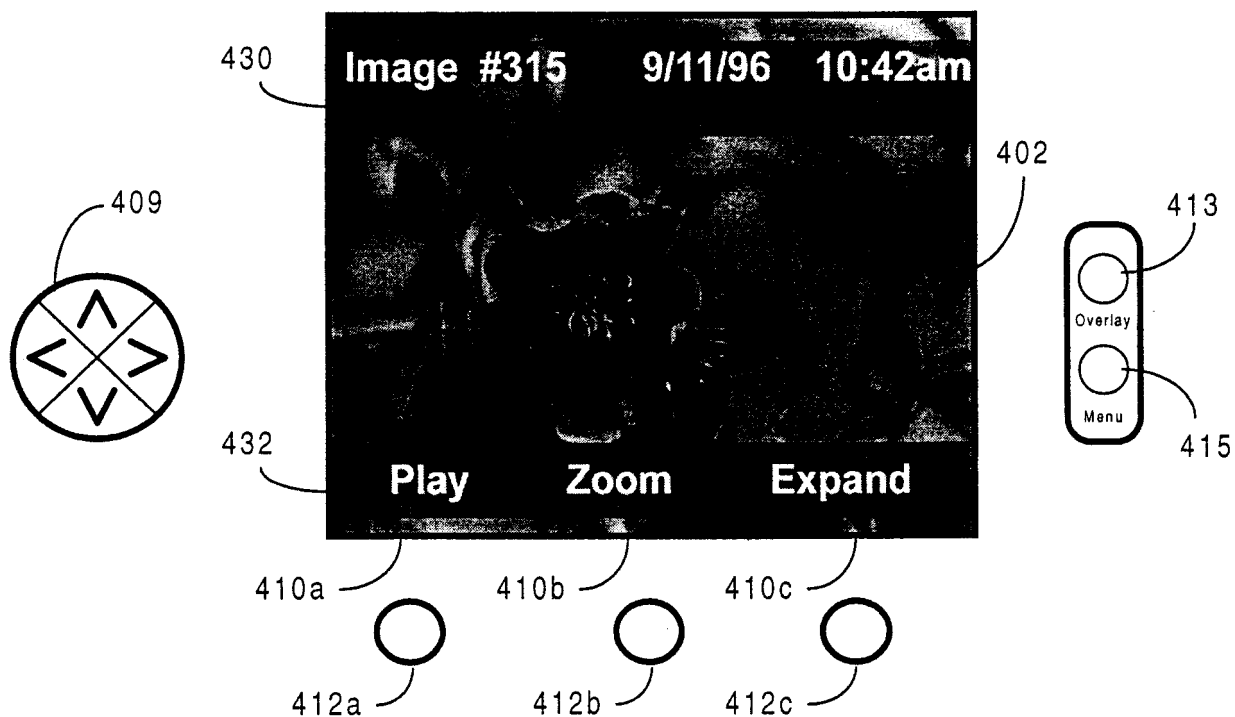 430
Image #315 9/11/96 10:42am
402
409
413
Overlay
Menu
415
432
Play Zoom Expand
410a 410b 410c
412a 412b 412c